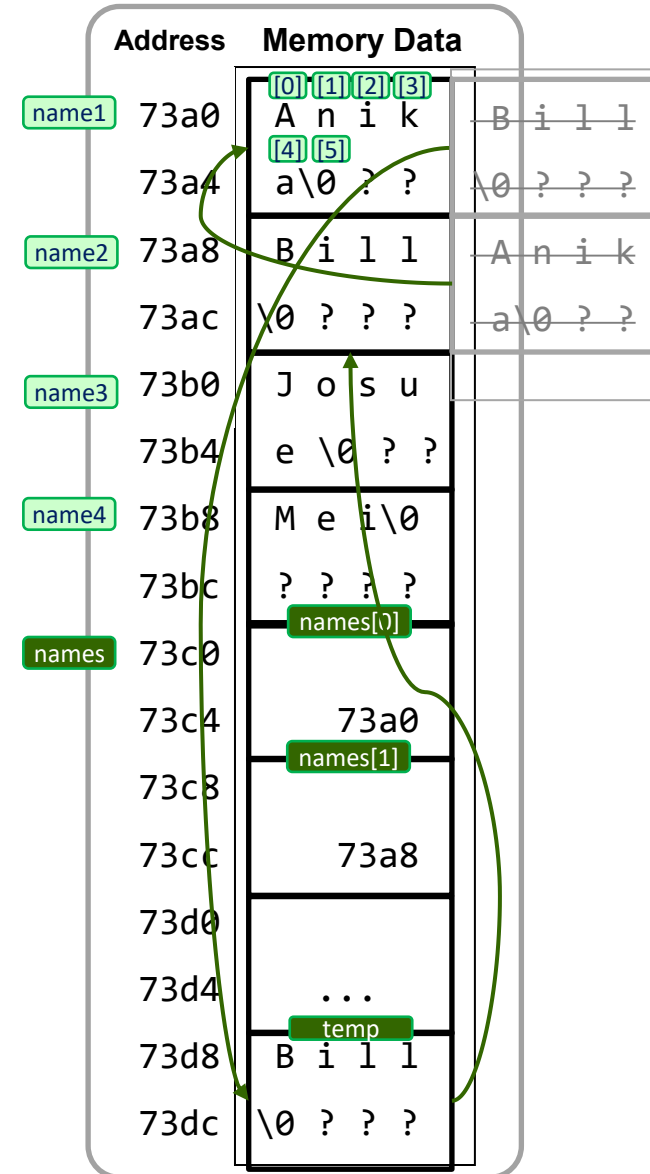 Address Memory Data
[0] [1] [2] [3]
name1 73a0 A n i k B i l l
[4] [5]
73a4 a\0 ? ? \0 ? ? ?
name2 73a8 B i l l A n i k
73ac \0 ? ? ? a\0 ? ?
name3 73b0 J o s u
73b4 e \0 ? ?
name4 73b8 M e i\0
73bc ? ? ? ?
names[0]
names 73c0
73c4 73a0
names[1]
73c8
73cc 73a8
73d0
73d4 ...
temp
73d8 B i l l
73dc \0 ? ? ?